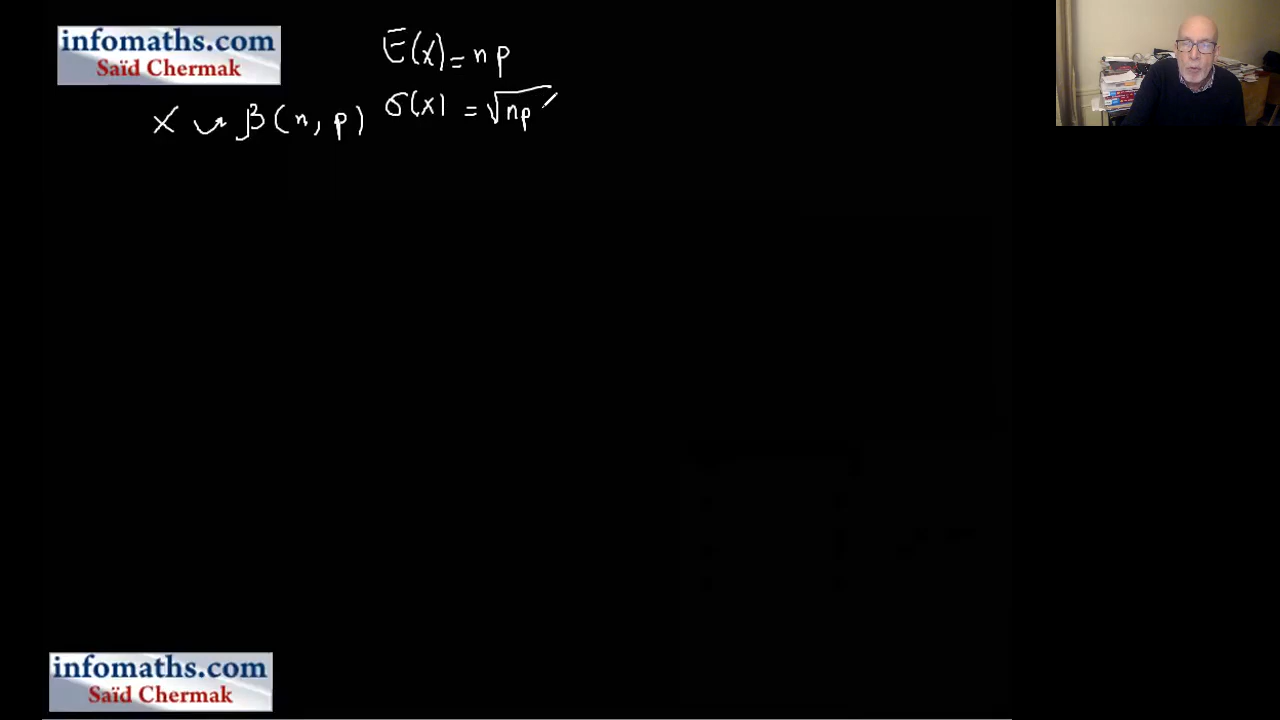 infomaths.com
Saïd Chermak
E(X) = np
σ(X) = √np
X ↝ β(n, p)
infomaths.com
Saïd Chermak